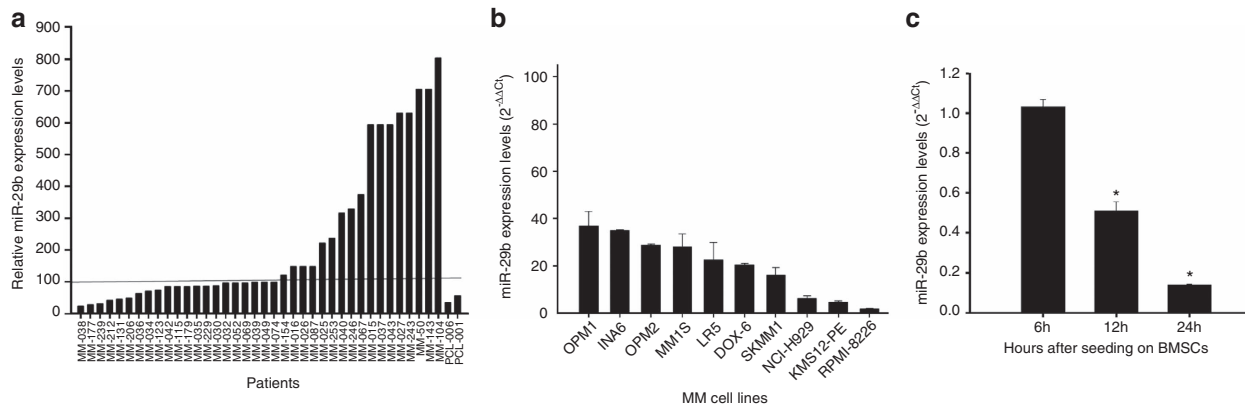 a
Relative miR-29b expression levels
900
800
700
600
500
400
300
200
100
0
MM-038
MM-177
MM-239
MM-212
MM-131
MM-206
MM-036
MM-034
MM-123
MM-042
MM-115
MM-179
MM-035
MM-229
MM-030
MM-032
MM-052
MM-069
MM-039
MM-049
MM-074
MM-154
MM-016
MM-026
MM-087
MM-025
MM-253
MM-040
MM-246
MM-067
MM-015
MM-037
MM-043
MM-027
MM-243
MM-50
MM-143
MM-104
PCL-006
PCL-001
Patients
b
miR-29b expression levels (2-ΔΔCt)
100
80
60
40
20
0
OPM1
INA6
OPM2
MM1S
LR5
DOX-6
SKMM1
NCI-H929
KMS12-PE
RPMI-8226
MM cell lines
c
miR-29b expression levels (2-ΔΔCt)
1.2
1.0
0.8
0.6
0.4
0.2
0.0
*
*
6h
12h
24h
Hours after seeding on BMSCs